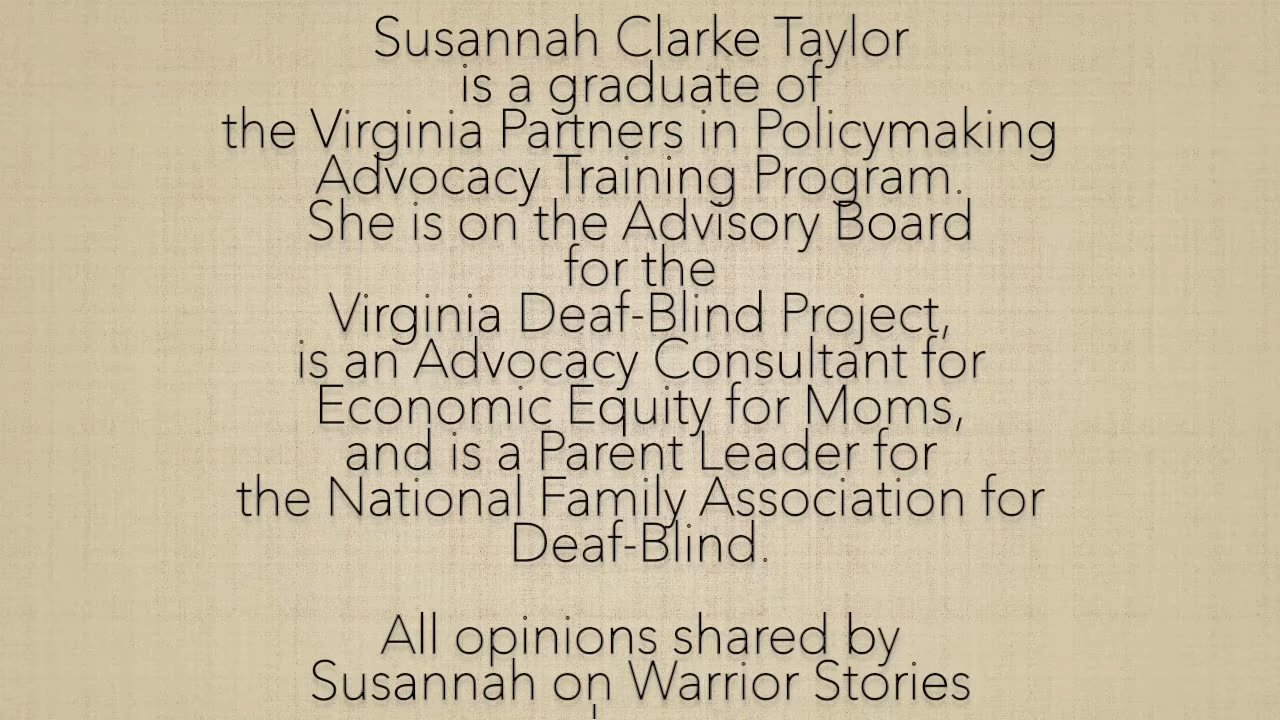 Susannah Clarke Taylor
is a graduate of
the Virginia Partners in Policymaking
Advocacy Training Program.
She is on the Advisory Board
for the
Virginia Deaf-Blind Project,
is an Advocacy Consultant for
Economic Equity for Moms,
and is a Parent Leader for
the National Family Association for
Deaf-Blind.
All opinions shared by
Susannah on Warrior Stories